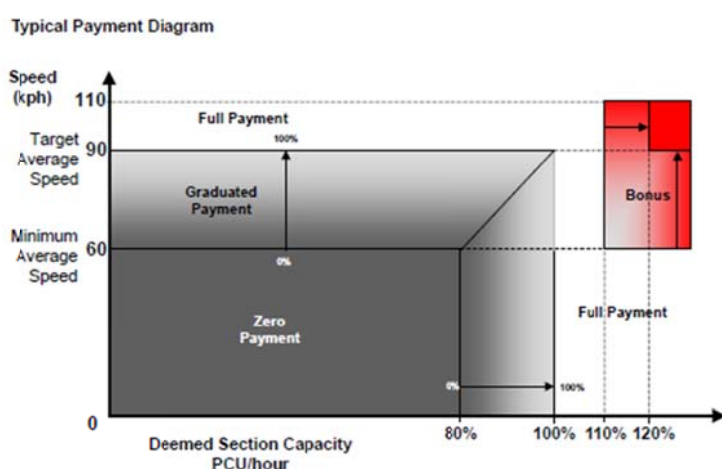 Typical Payment Diagram
Speed
(kph)
110
Full Payment
100%
Target
Average
Speed
90
Graduated
Payment
Bonus
Minimum
Average
Speed
60
0%
Full Payment
Zero
Payment
0%
100%
0
80%
100%
110%
120%
Deemed Section Capacity
PCU/hour